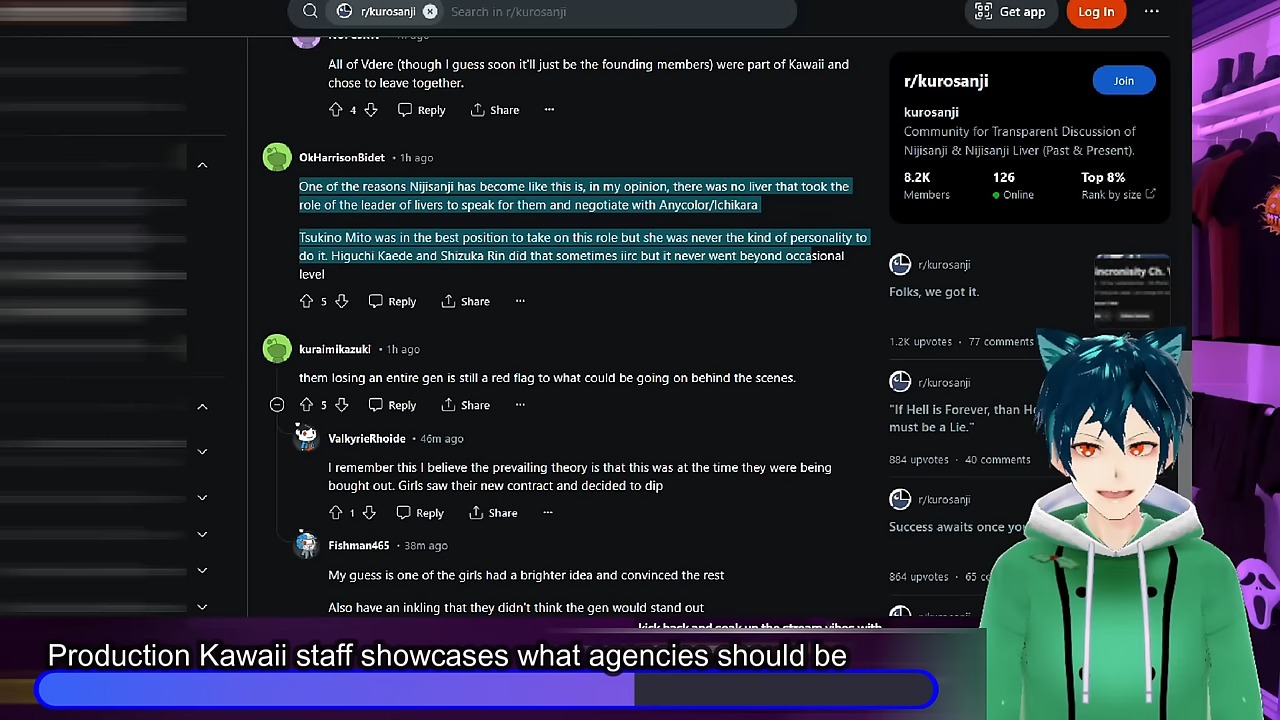 r/kurosanji
Search in r/kurosanji
Get app
Log In
All of Vdere (though I guess soon it'll just be the founding members) were part of Kawaii and
chose to leave together.
4
Reply
Share
OkHarrisonBidet • 1h ago
One of the reasons Nijisanji has become like this is, in my opinion, there was no liver that took the
role of the leader of livers to speak for them and negotiate with Anycolor/Ichikara
Tsukino Mito was in the best position to take on this role but she was never the kind of personality to
do it. Higuchi Kaede and Shizuka Rin did that sometimes iirc but it never went beyond occasional
level
5
Reply
Share
kuraimikazuki • 1h ago
them losing an entire gen is still a red flag to what could be going on behind the scenes.
5
Reply
Share
ValkyrieRhoide • 46m ago
I remember this I believe the prevailing theory is that this was at the time they were being
bought out. Girls saw their new contract and decided to dip
1
Reply
Share
Fishman465 • 38m ago
My guess is one of the girls had a brighter idea and convinced the rest
Also have an inkling that they didn't think the gen would stand out
r/kurosanji
Join
kurosanji
Community for Transparent Discussion of
Nijisanji & Nijisanji Liver (Past & Present).
8.2K
126
Top 8%
Members
Online
Rank by size
r/kurosanji
Folks, we got it.
1.2K upvotes • 77 comments
r/kurosanji
"If Hell is Forever, than
must be a Lie."
884 upvotes • 40 comments
r/kurosanji
Success awaits once
864 upvotes • 65
kick back and soak up the stream vibes with
Production Kawaii staff showcases what agencies should be